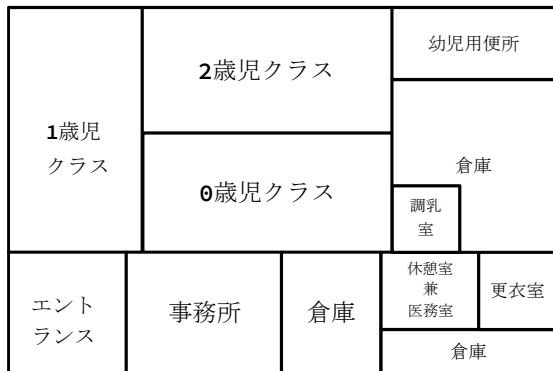 2歳児クラス
幼児用便所
1歳児
クラス
倉庫
0歳児クラス
調乳
室
エント
ランス
事務所
倉庫
休憩室
兼
医務室
更衣室
倉庫